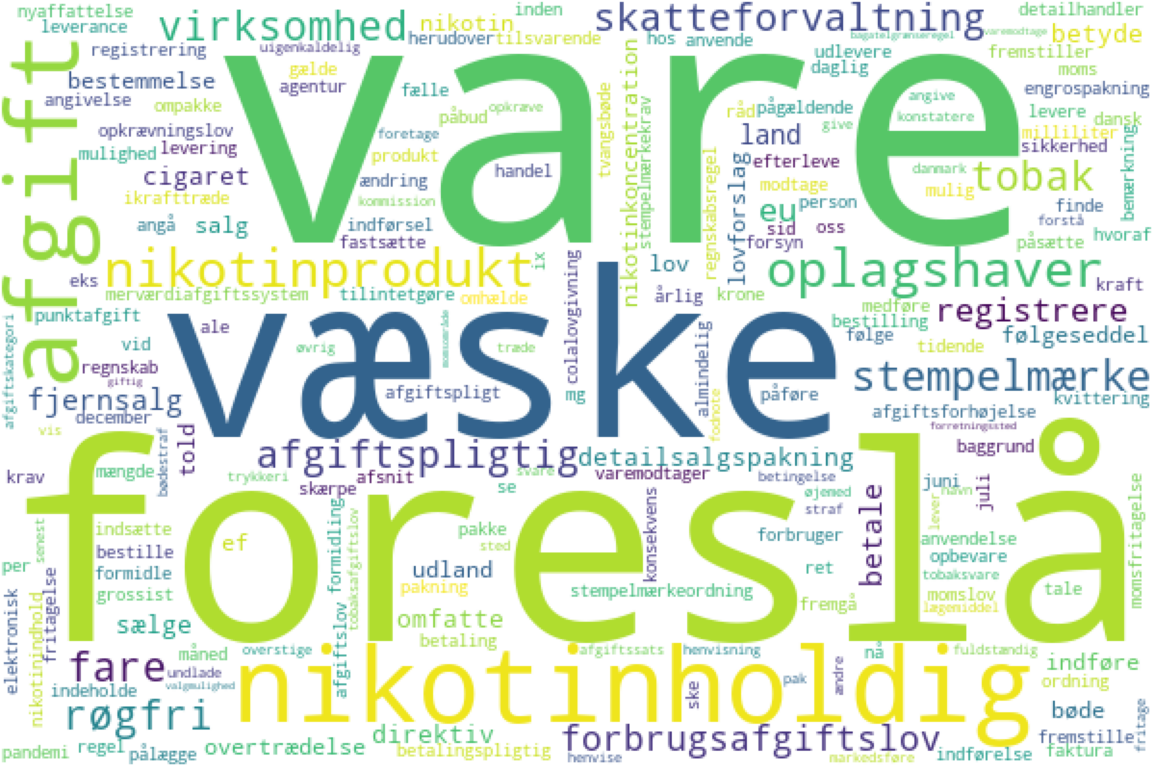 nyaffattelse
leverance
virksomhed
nikotin
inden
skatteforvaltning
detailhandler
betyde
registrering
uigenkaldelig
herudover
tilsvarende
hos
anvende
bagatelgrænseregel
varemodtage
fremstiller
afgift
vare
bestemmelse
gælde
agentur
fælle
udlevere
daglig
moms
angivelse
ompakke
opkræve
påbud
tvangsbøde
nikotinkoncentration
stempelmærkekrav
råd
pågældende
angive
engrospakning
opkrævningslov
foretage
konstatere
levere
dansk
mulighed
levering
produkt
land
give
milliliter
sikkerhed
bemærkning
cigaret
ændring
handel
efterleve
danmark
tobak
ikrafttræde
kommission
regnskabsregel
lovforslag
modtage
person
mulig
finde
angå
salg
indførsel
fastsætte
eu
sid
oss
forsyn
forstå
påsætte
hvoraf
eks
nikotinprodukt
ix
lov
oplagshaver
kraft
merværdiafgiftssystem
tilintetgøre
omhælde
colalovgivning
årlig
krone
medføre
registrere
punktafgift
bestilling
følge
følgeseddel
afgiftskategori
vid
ale
væske
øvrig
momsområde
træde
almindelig
tidende
regnskab
giftig
afgiftspligt
mg
påføre
stempelmærke
fjernsalg
kvittering
vis
december
fodnote
afgiftsforhøjelse
forretningssted
told
bødestraf
afgiftspligtig
detailsalgspakning
baggrund
krav
mængde
trykkeri
skærpe
afsnit
svare
varemodtager
betingelse
juni
navn
juli
foreslå
se
øjemed
straf
lever
momsfritagelse
senest
indsætte
formidling
tobaksafgiftslov
pakke
sted
konsekvens
forbruger
betale
anvendelse
bestille
ef
opbevare
per
formidle
udland
ret
tobaksvare
elektronisk
fritagelse
grossist
pakning
stempelmærkeordning
fremgå
momslov
lægemiddel
tale
sælge
omfatte
betaling
nikotinindhold
fare
måned
undlade
overstige
afgiftslov
nikotinholdig
afgiftssats
henvisning
nå
fuldstændig
indføre
ordning
indeholde
valgmulighed
ske
pak
ændre
røgfri
bøde
fritage
pandemi
regel
pålægge
overtrædelse
direktiv
betalingspligtig
forbrugsafgiftslov
henvise
markedsføre
indførelse
fremstille
faktura